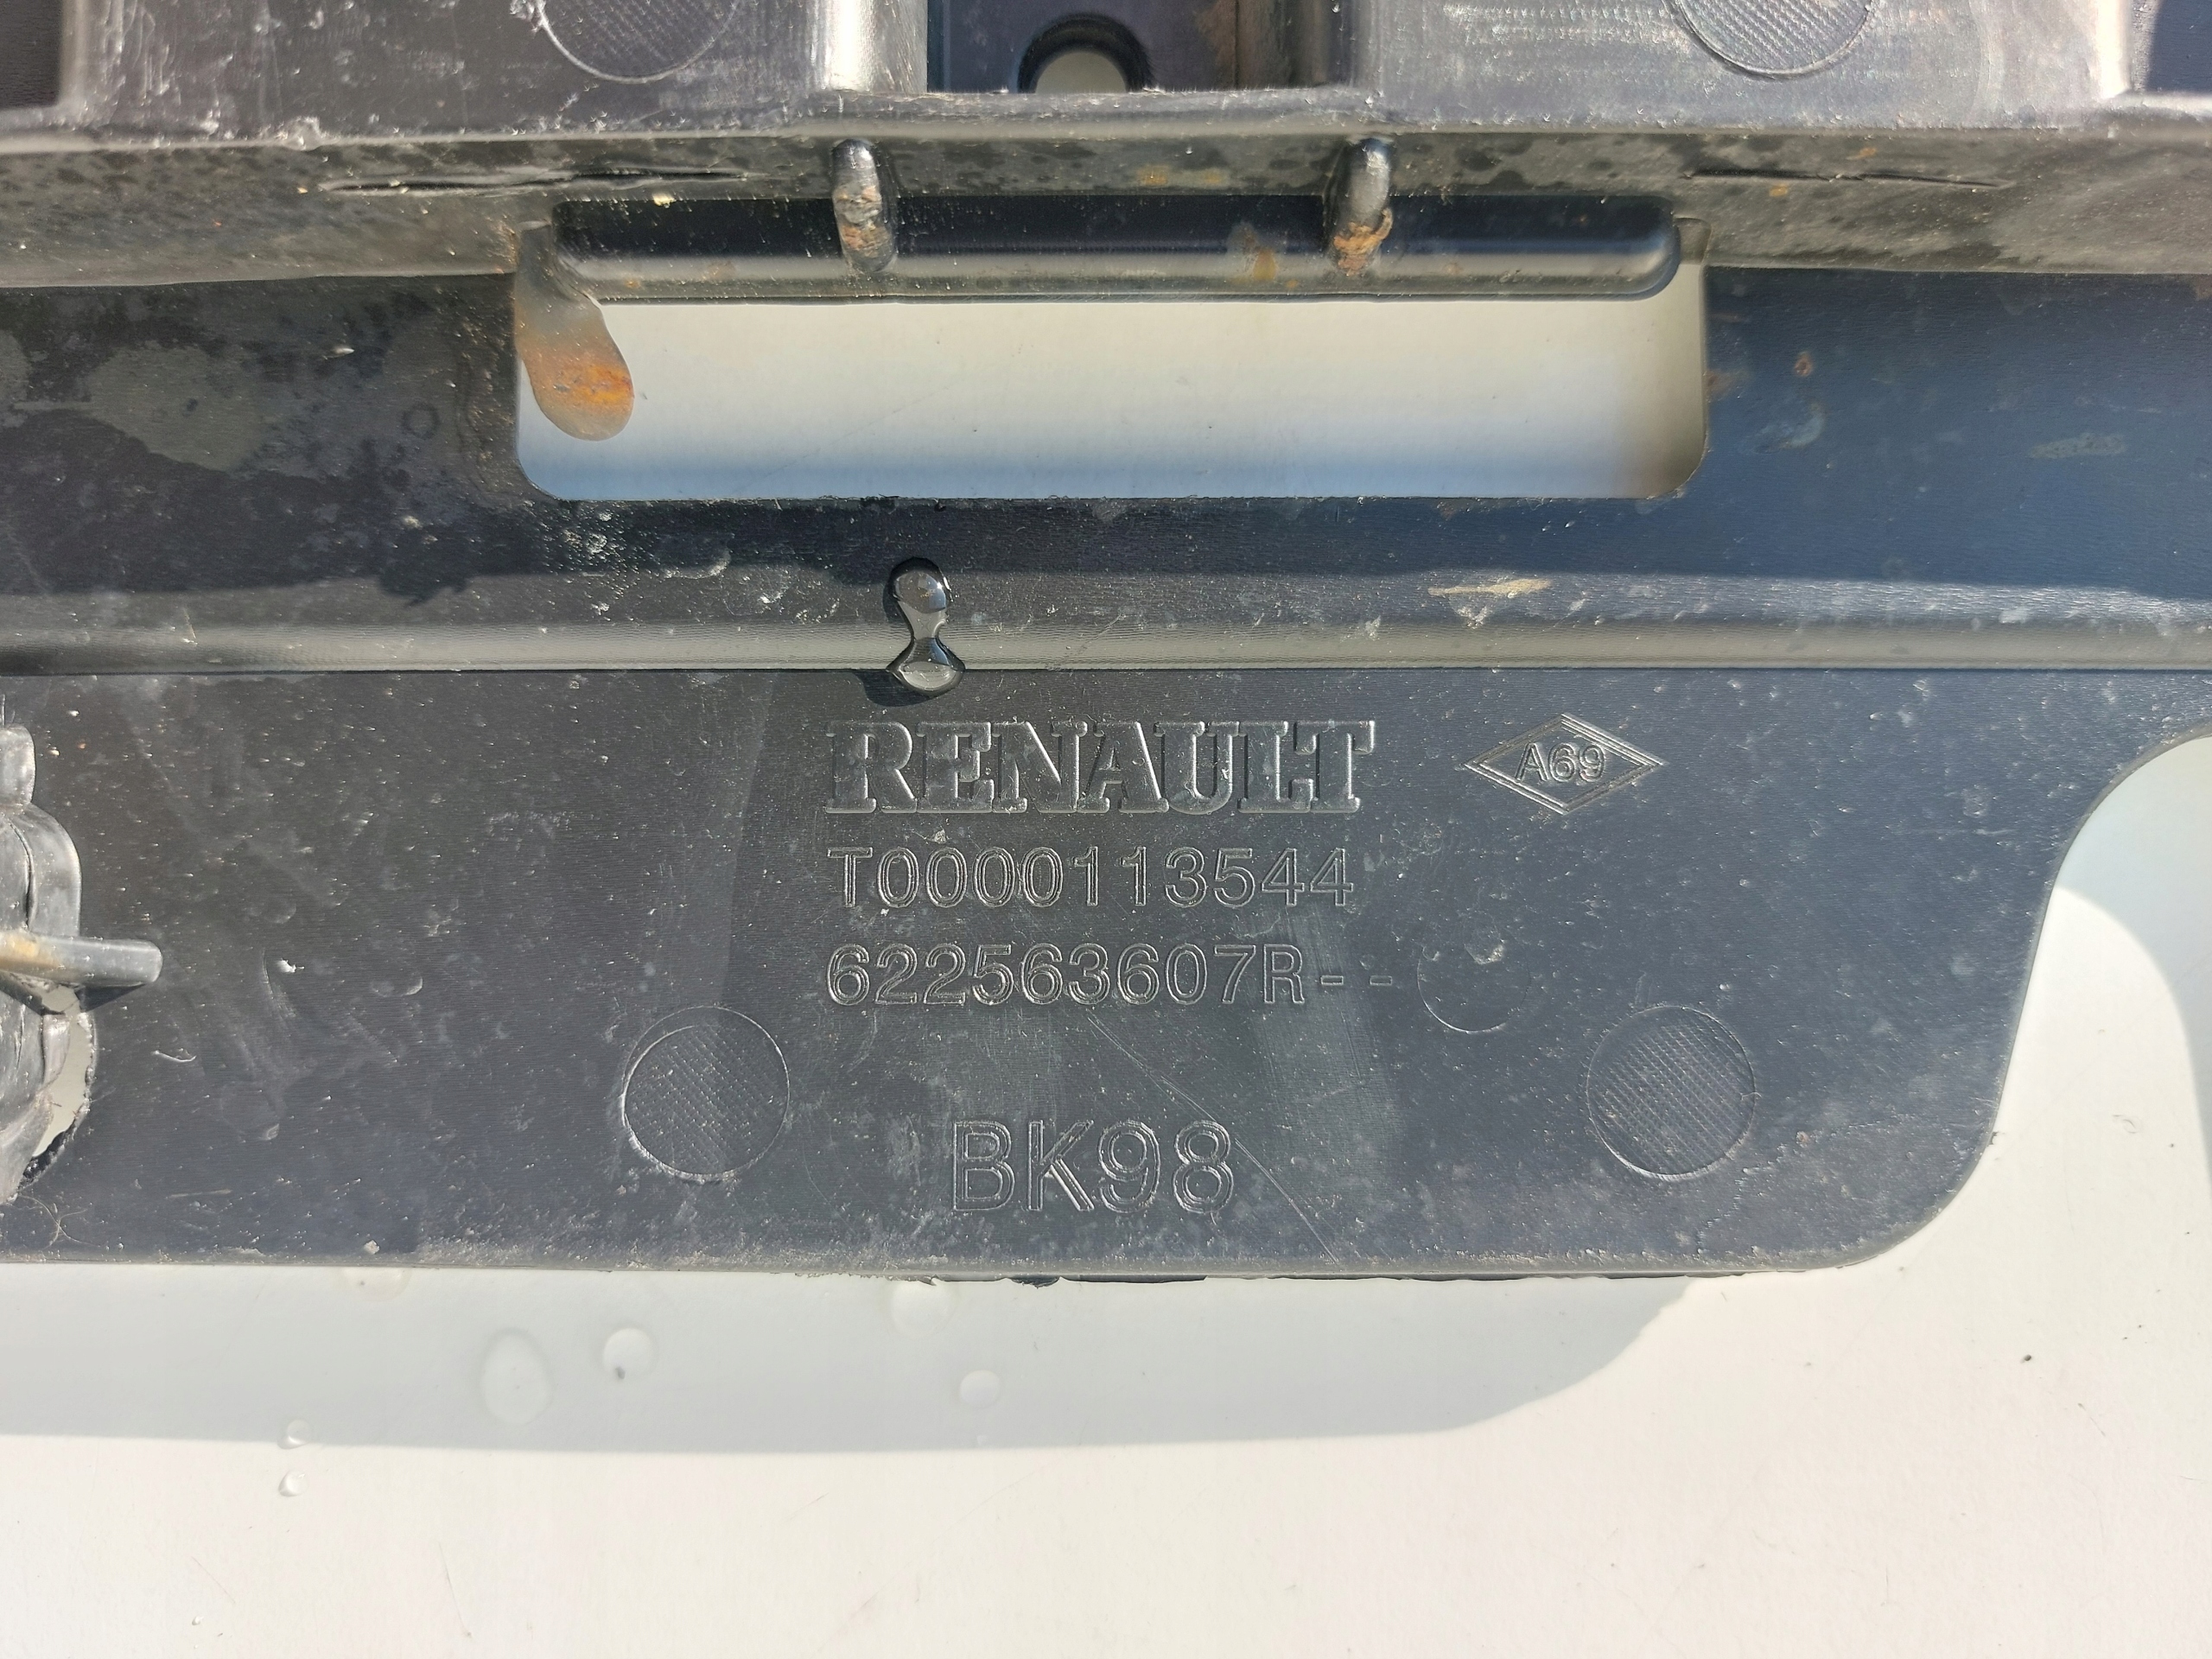 RENAULT A69
T0000113544
622563607R--
BK98